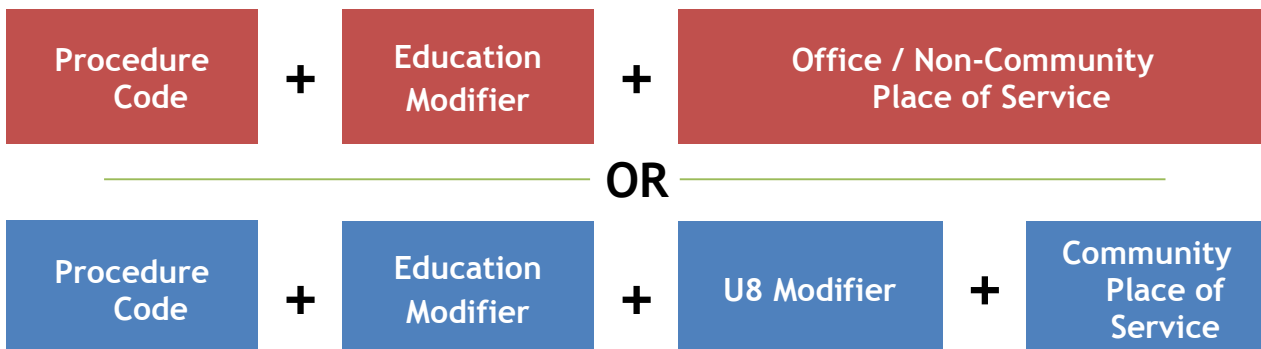 Procedure
Code
+
Education
Modifier
+
Office / Non-Community
Place of Service
OR
Procedure
Code
+
Education
Modifier
+
U8 Modifier
+
Community
Place of
Service